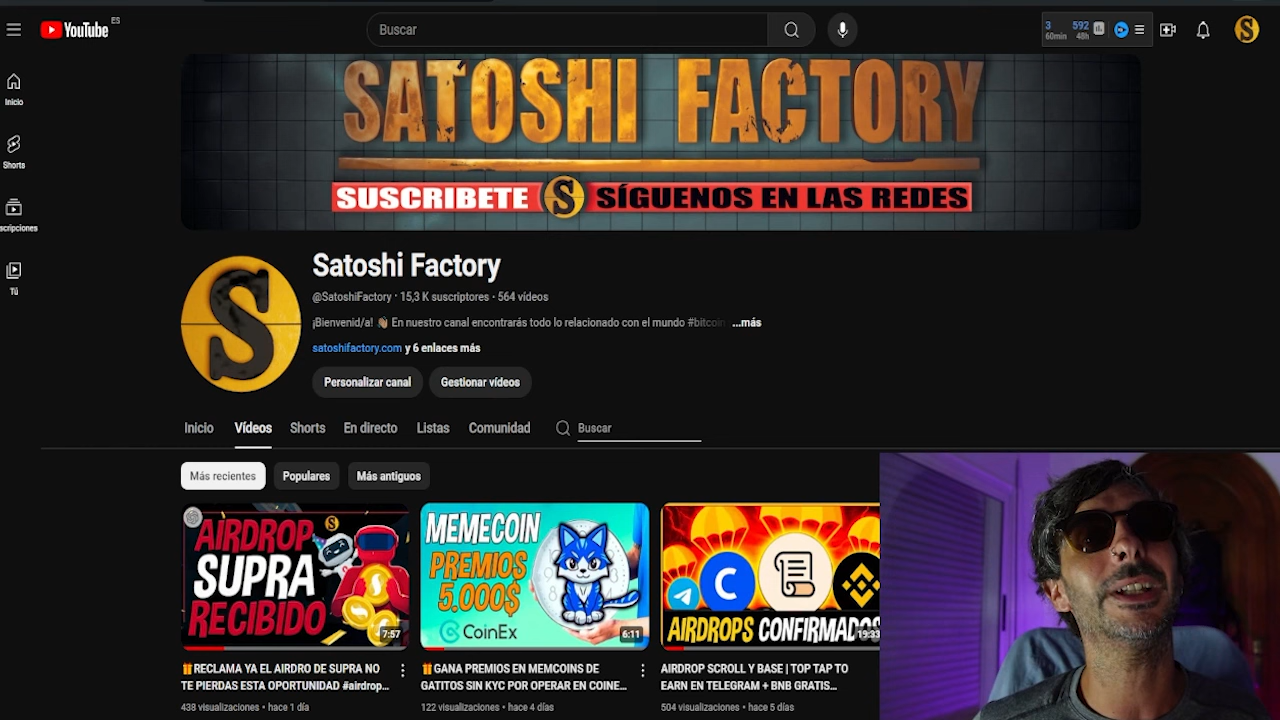 YouTube ES
Buscar
3
60min
592
48h
Inicio
Shorts
scripciones
Tú
SATOSHI FACTORY
SUSCRIBETE S SÍGUENOS EN LAS REDES
S
Satoshi Factory
@SatoshiFactory · 15,3 K suscriptores · 564 vídeos
¡Bienvenid/a! 👋 En nuestro canal encontrarás todo lo relacionado con el mundo #bitcoin ...más
satoshifactory.com y 6 enlaces más
Personalizar canal Gestionar vídeos
Inicio Vídeos Shorts En directo Listas Comunidad Buscar
Más recientes Populares Más antiguos
AIRDROP
SUPRA
RECIBIDO
7:57
MEMECOIN
PREMIOS
5.000$
CoinEx
6:11
AIRDROPS CONFIRMADOS
19:33
🎁RECLAMA YA EL AIRDRO DE SUPRA NO
TE PIERDAS ESTA OPORTUNIDAD #airdrop...
438 visualizaciones · hace 1 día
🎁GANA PREMIOS EN MEMCOINS DE
GATITOS SIN KYC POR OPERAR EN COINE...
122 visualizaciones · hace 4 días
AIRDROP SCROLL Y BASE | TOP TAP TO
EARN EN TELEGRAM + BNB GRATIS...
504 visualizaciones · hace 5 días